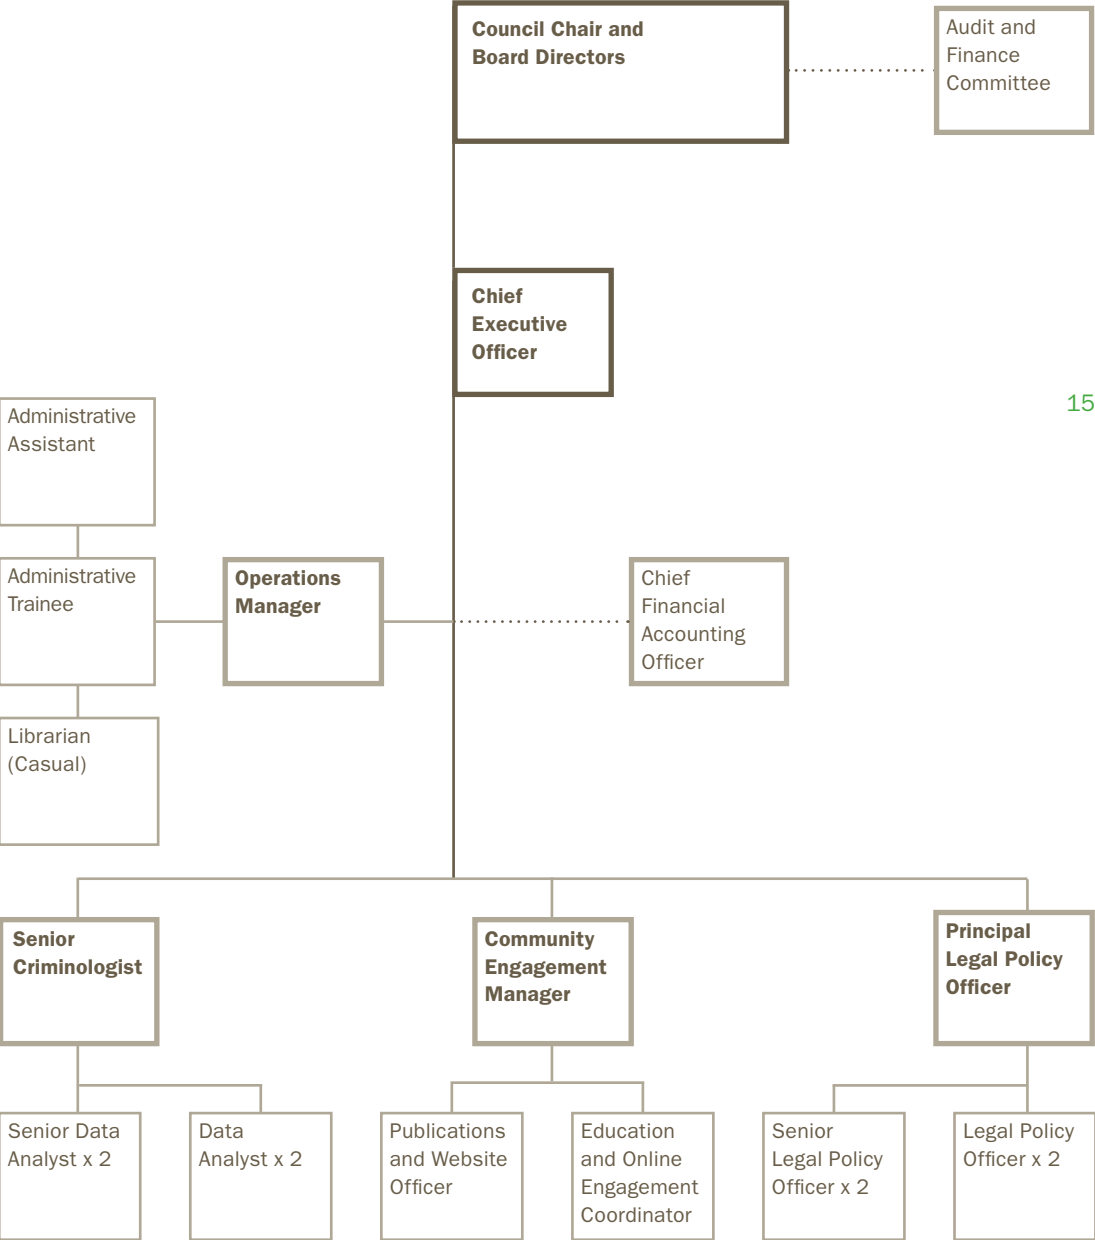 Council Chair and
Board Directors
Audit and
Finance
Committee
Chief
Executive
Officer
15
Administrative
Assistant
Administrative
Trainee
Operations
Manager
Chief
Financial
Accounting
Officer
Librarian
(Casual)
Senior
Criminologist
Community
Engagement
Manager
Principal
Legal Policy
Officer
Senior Data
Analyst x 2
Data
Analyst x 2
Publications
and Website
Officer
Education
and Online
Engagement
Coordinator
Senior
Legal Policy
Officer x 2
Legal Policy
Officer x 2